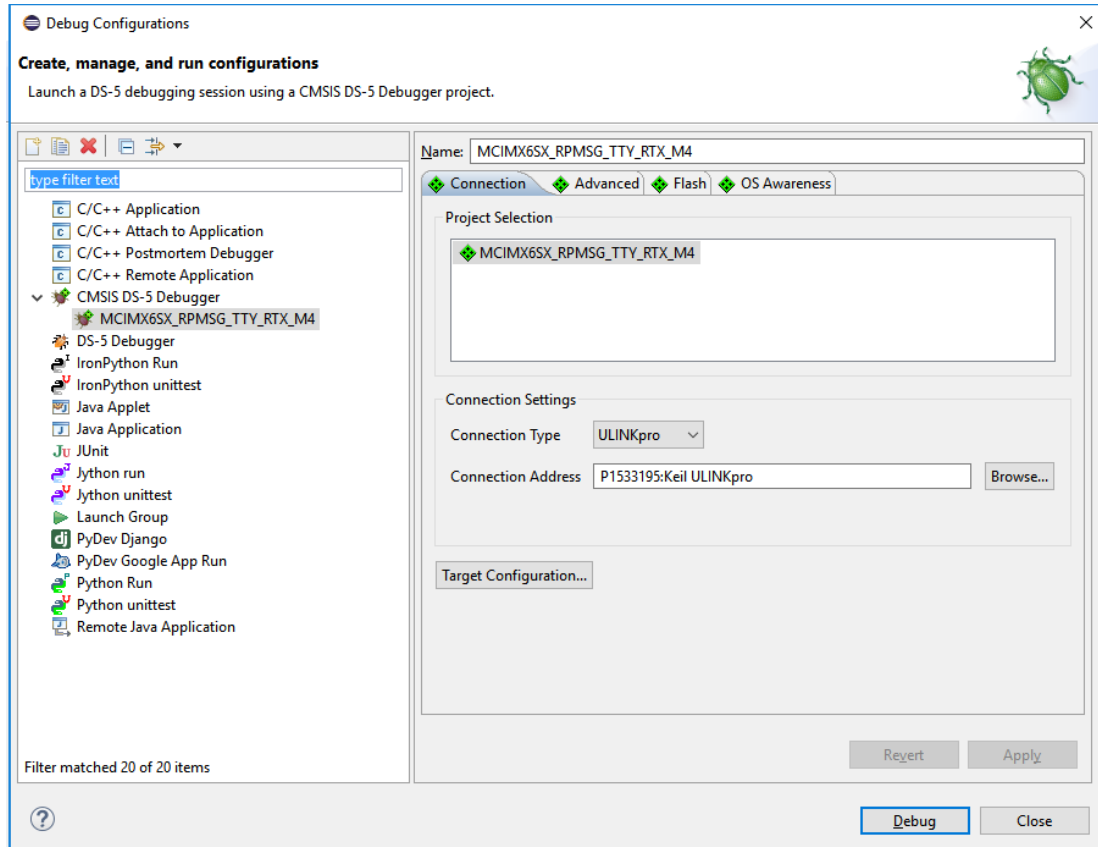 Debug Configurations
Create, manage, and run configurations
Launch a DS-5 debugging session using a CMSIS DS-5 Debugger project.
type filter text
C/C++ Application
C/C++ Attach to Application
C/C++ Postmortem Debugger
C/C++ Remote Application
CMSIS DS-5 Debugger
MCIMX6SX_RPMSG_TTY_RTX_M4
DS-5 Debugger
IronPython Run
IronPython unittest
Java Applet
Java Application
JUnit
Jython run
Jython unittest
Launch Group
PyDev Django
PyDev Google App Run
Python Run
Python unittest
Remote Java Application
Filter matched 20 of 20 items
Name: MCIMX6SX_RPMSG_TTY_RTX_M4
Connection Advanced Flash OS Awareness
Project Selection
MCIMX6SX_RPMSG_TTY_RTX_M4
Connection Settings
Connection Type ULINKpro
Connection Address P1533195:Keil ULINKpro Browse...
Target Configuration...
Revert Apply
Debug Close